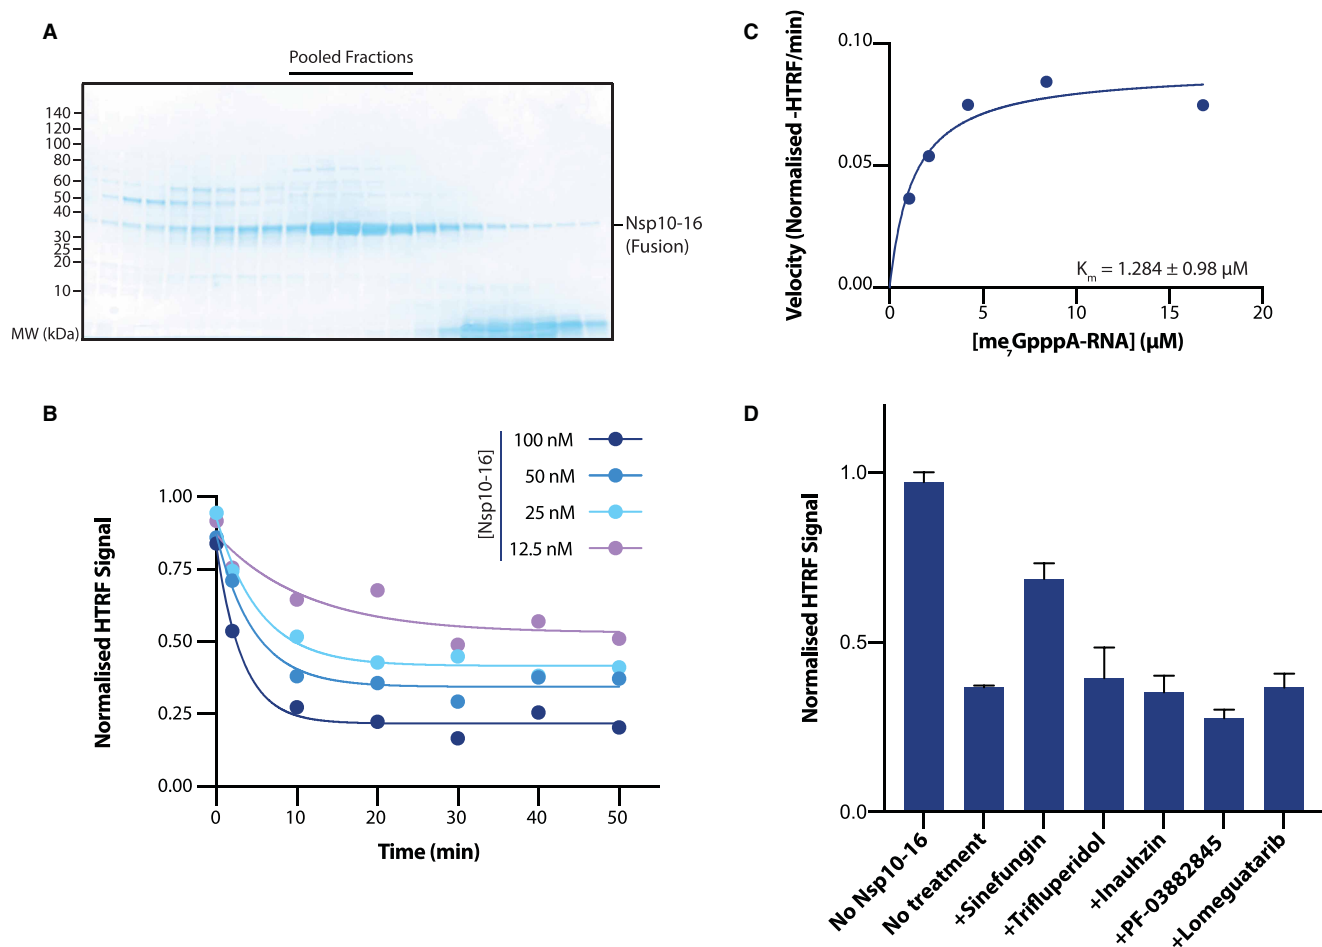 A
Pooled Fractions
140
120
100
80
60
50
40
30
25
20
10
MW (kDa)
Nsp10-16
(Fusion)
B
[Nsp10-16]
100 nM
50 nM
25 nM
12.5 nM
Normalised HTRF Signal
1.00
0.75
0.50
0.25
0.00
0 10 20 30 40 50
Time (min)
C
Velocity (Normalised -HTRF/min)
0.10
0.05
0.00
Km = 1.284 ± 0.98 µM
0 5 10 15 20
[me7GpppA-RNA] (µM)
D
Normalised HTRF Signal
1.0
0.5
0.0
No Nsp10-16
No treatment
+Sinefungin
+Trifluperidol
+Inauhzin
+PF-03882845
+Lomeguatarib